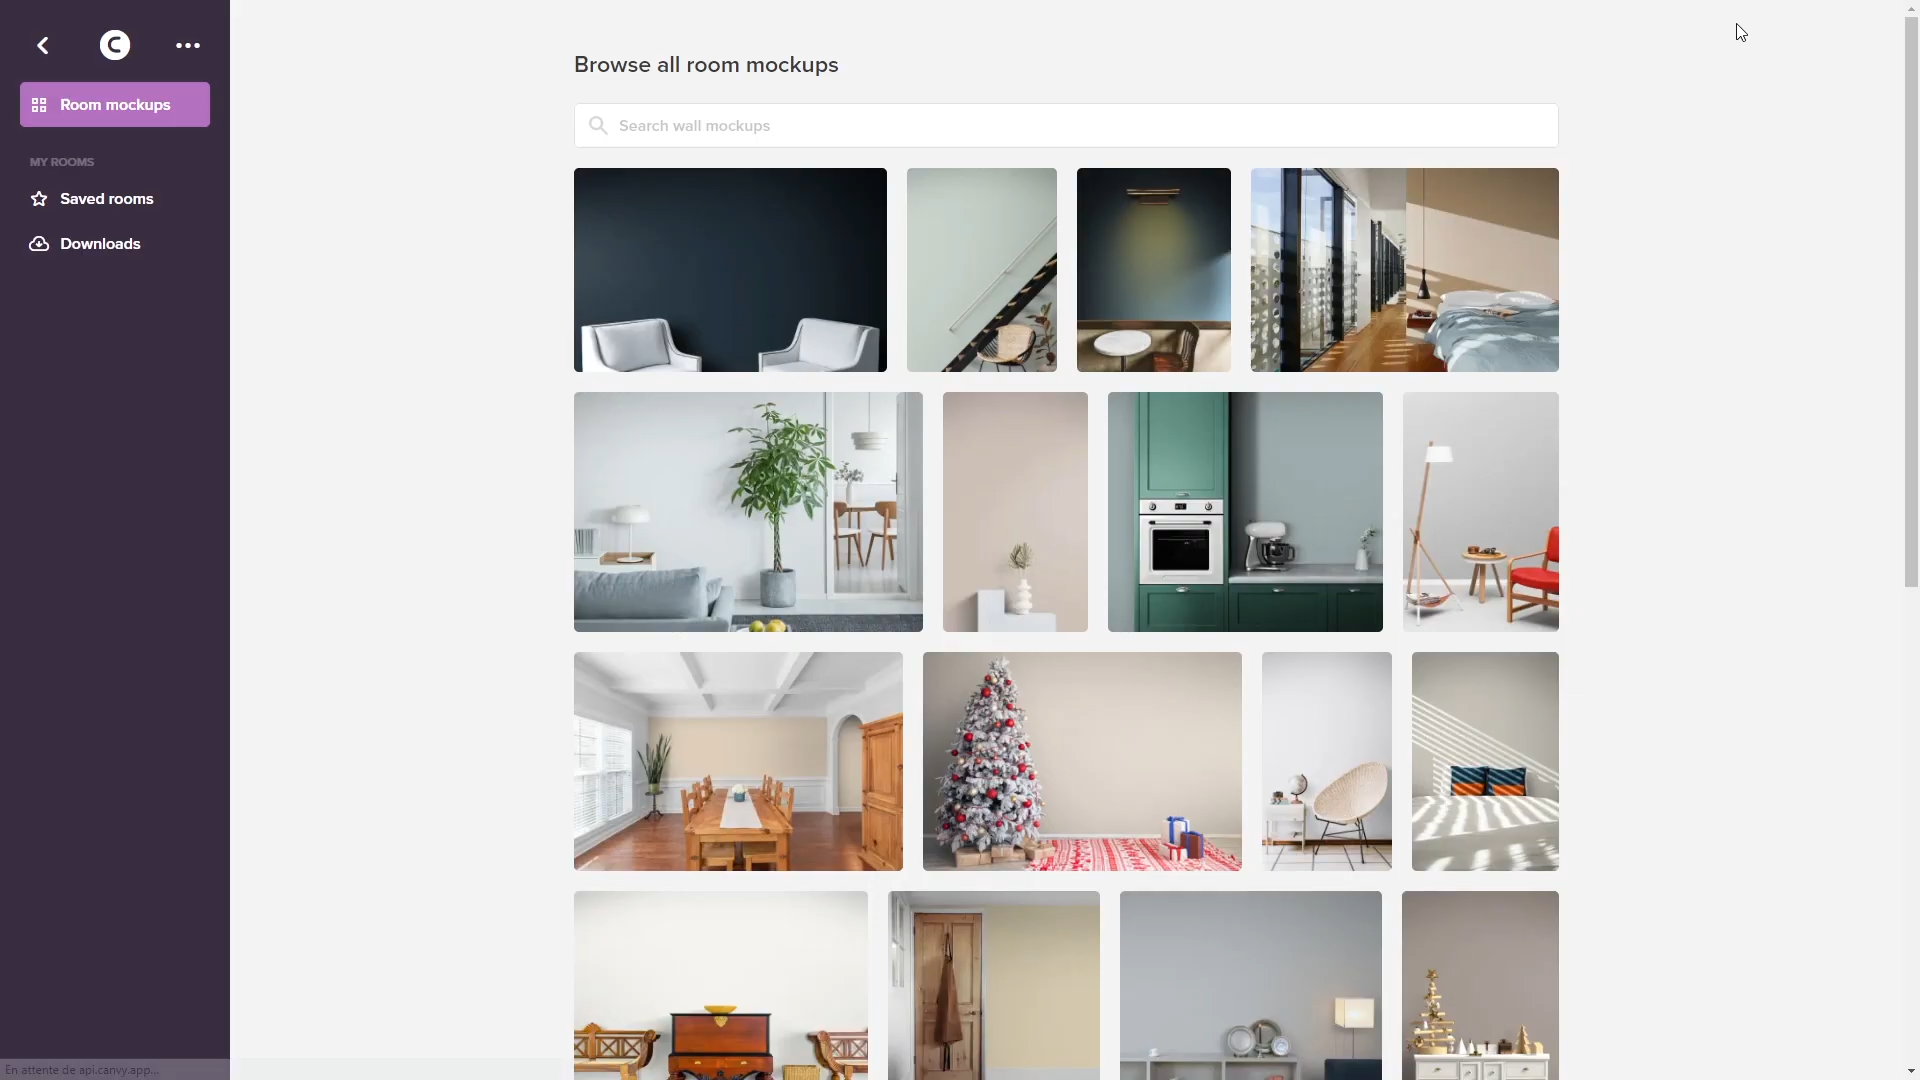 Room mockups
MY ROOMS
Saved rooms
Downloads
Browse all room mockups
Search wall mockups
En attente de api.canvy.app...